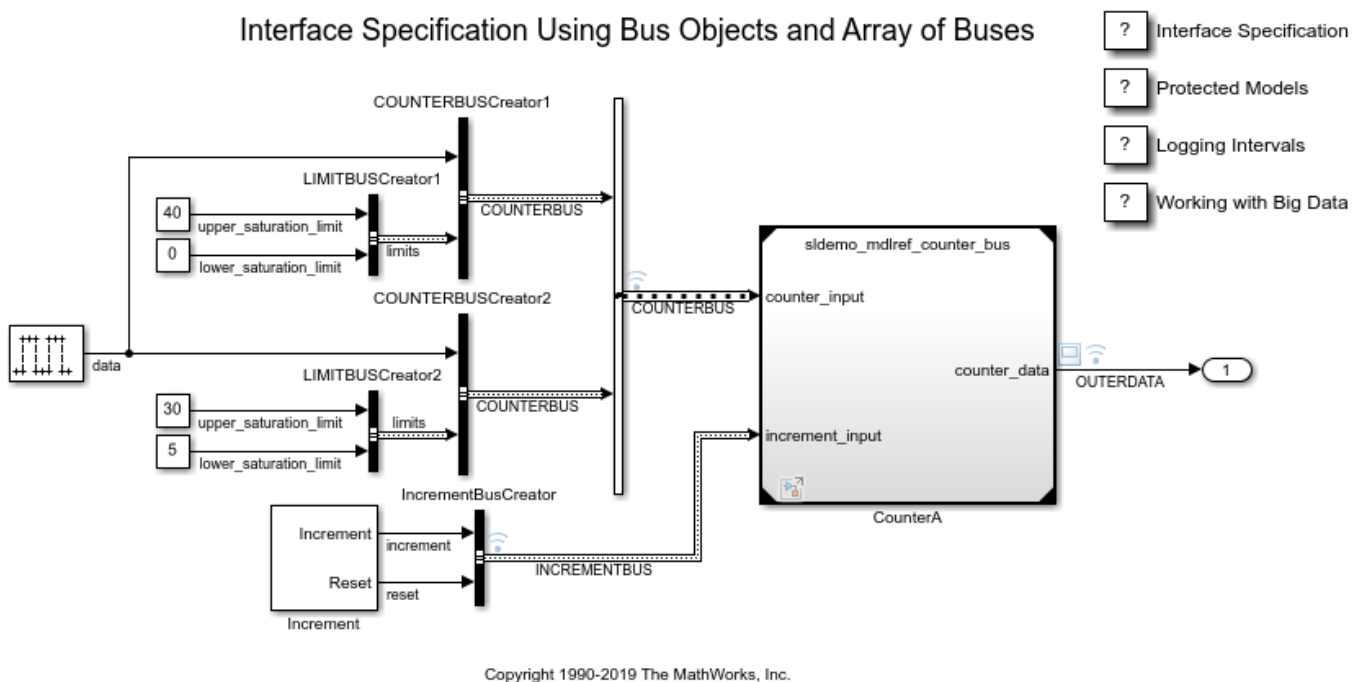 Interface Specification Using Bus Objects and Array of Buses
? Interface Specification
? Protected Models
? Logging Intervals
? Working with Big Data
COUNTERBUSCreator1
LIMITBUSCreator1
40
upper_saturation_limit
0
lower_saturation_limit
limits
COUNTERBUS
COUNTERBUSCreator2
data
LIMITBUSCreator2
30
upper_saturation_limit
5
lower_saturation_limit
limits
COUNTERBUS
COUNTERBUS
IncrementBusCreator
Increment
increment
Reset
reset
Increment
INCREMENTBUS
sldemo_mdlref_counter_bus
counter_input
counter_data
increment_input
CounterA
OUTERDATA
1
Copyright 1990-2019 The MathWorks, Inc.